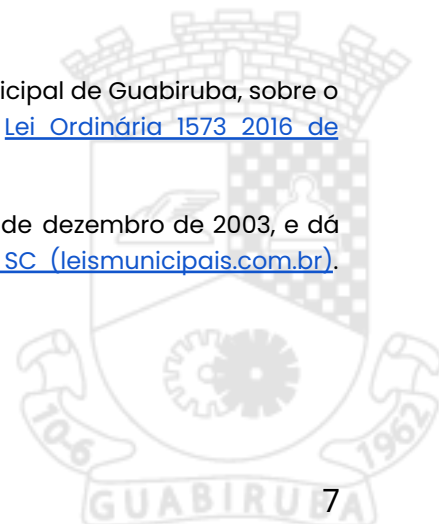 icipal de Guabiruba, sobre o
Lei Ordinária 1573 2016 de
de dezembro de 2003, e dá
SC (leismunicipais.com.br).
10-6
1962
GUABIRUBA
7